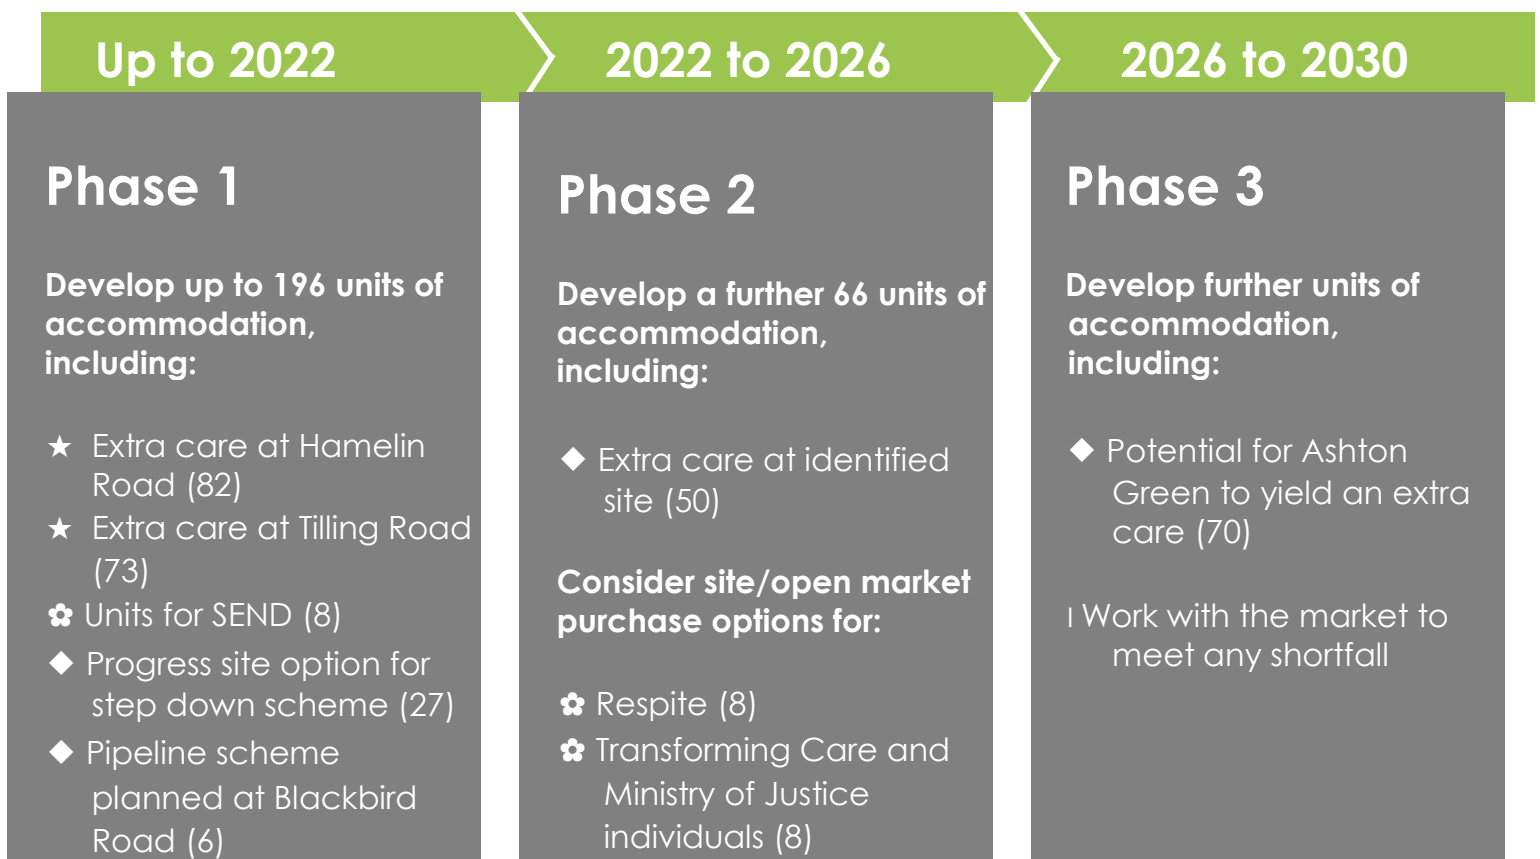 Up to 2022
2022 to 2026
2026 to 2030
Phase 1
Develop up to 196 units of
accommodation,
including:
★ Extra care at Hamelin
Road (82)
★ Extra care at Tilling Road
(73)
✿ Units for SEND (8)
◆ Progress site option for
step down scheme (27)
◆ Pipeline scheme
planned at Blackbird
Road (6)
Phase 2
Develop a further 66 units of
accommodation,
including:
◆ Extra care at identified
site (50)
Consider site/open market
purchase options for:
✿ Respite (8)
✿ Transforming Care and
Ministry of Justice
individuals (8)
Phase 3
Develop further units of
accommodation,
including:
◆ Potential for Ashton
Green to yield an extra
care (70)
l Work with the market to
meet any shortfall